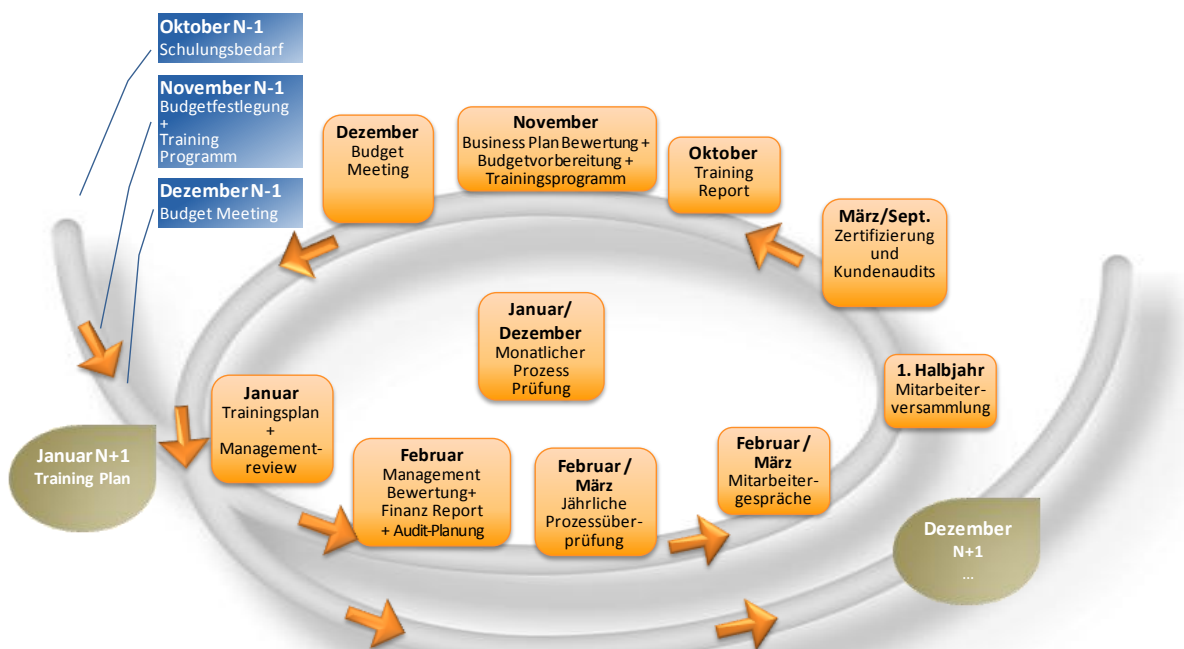 Oktober N-1
Schulungsbedarf
November N-1
Budgetfestlegung
+
Training
Programm
Dezember N-1
Budget Meeting
Dezember
Budget
Meeting
November
Business Plan Bewertung +
Budgetvorbereitung +
Trainingsprogramm
Oktober
Training
Report
März/Sept.
Zertifizierung
und
Kundenaudits
Januar/
Dezember
Monatlicher
Prozess
Prüfung
1. Halbjahr
Mitarbeiter-
versammlung
Januar
Trainingsplan
+
Management-
review
Februar
Management
Bewertung+
Finanz Report
+ Audit-Planung
Februar /
März
Jährliche
Prozessüber-
prüfung
Februar /
März
Mitarbeiter-
gespräche
Januar N+1
Training Plan
Dezember
N+1
...